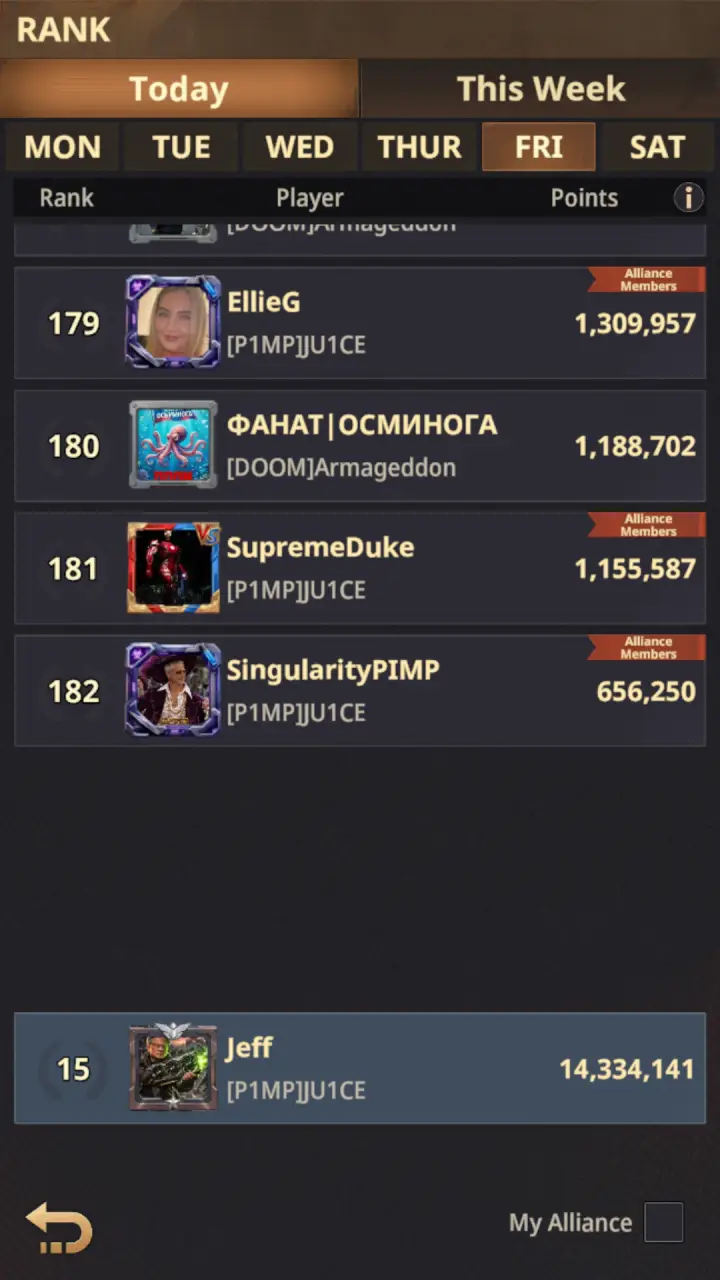 RANK
Today
This Week
MON TUE WED THUR FRI SAT
Rank Player Points
[DOOM]Armageddon
Alliance
Members
179 EllieG 1,309,957
[P1MP]JU1CE
180 ФАНАТ|ОСМИНОГА 1,188,702
[DOOM]Armageddon
Alliance
Members
181 SupremeDuke 1,155,587
[P1MP]JU1CE
Alliance
Members
182 SingularityPIMP 656,250
[P1MP]JU1CE
15 Jeff 14,334,141
[P1MP]JU1CE
My Alliance